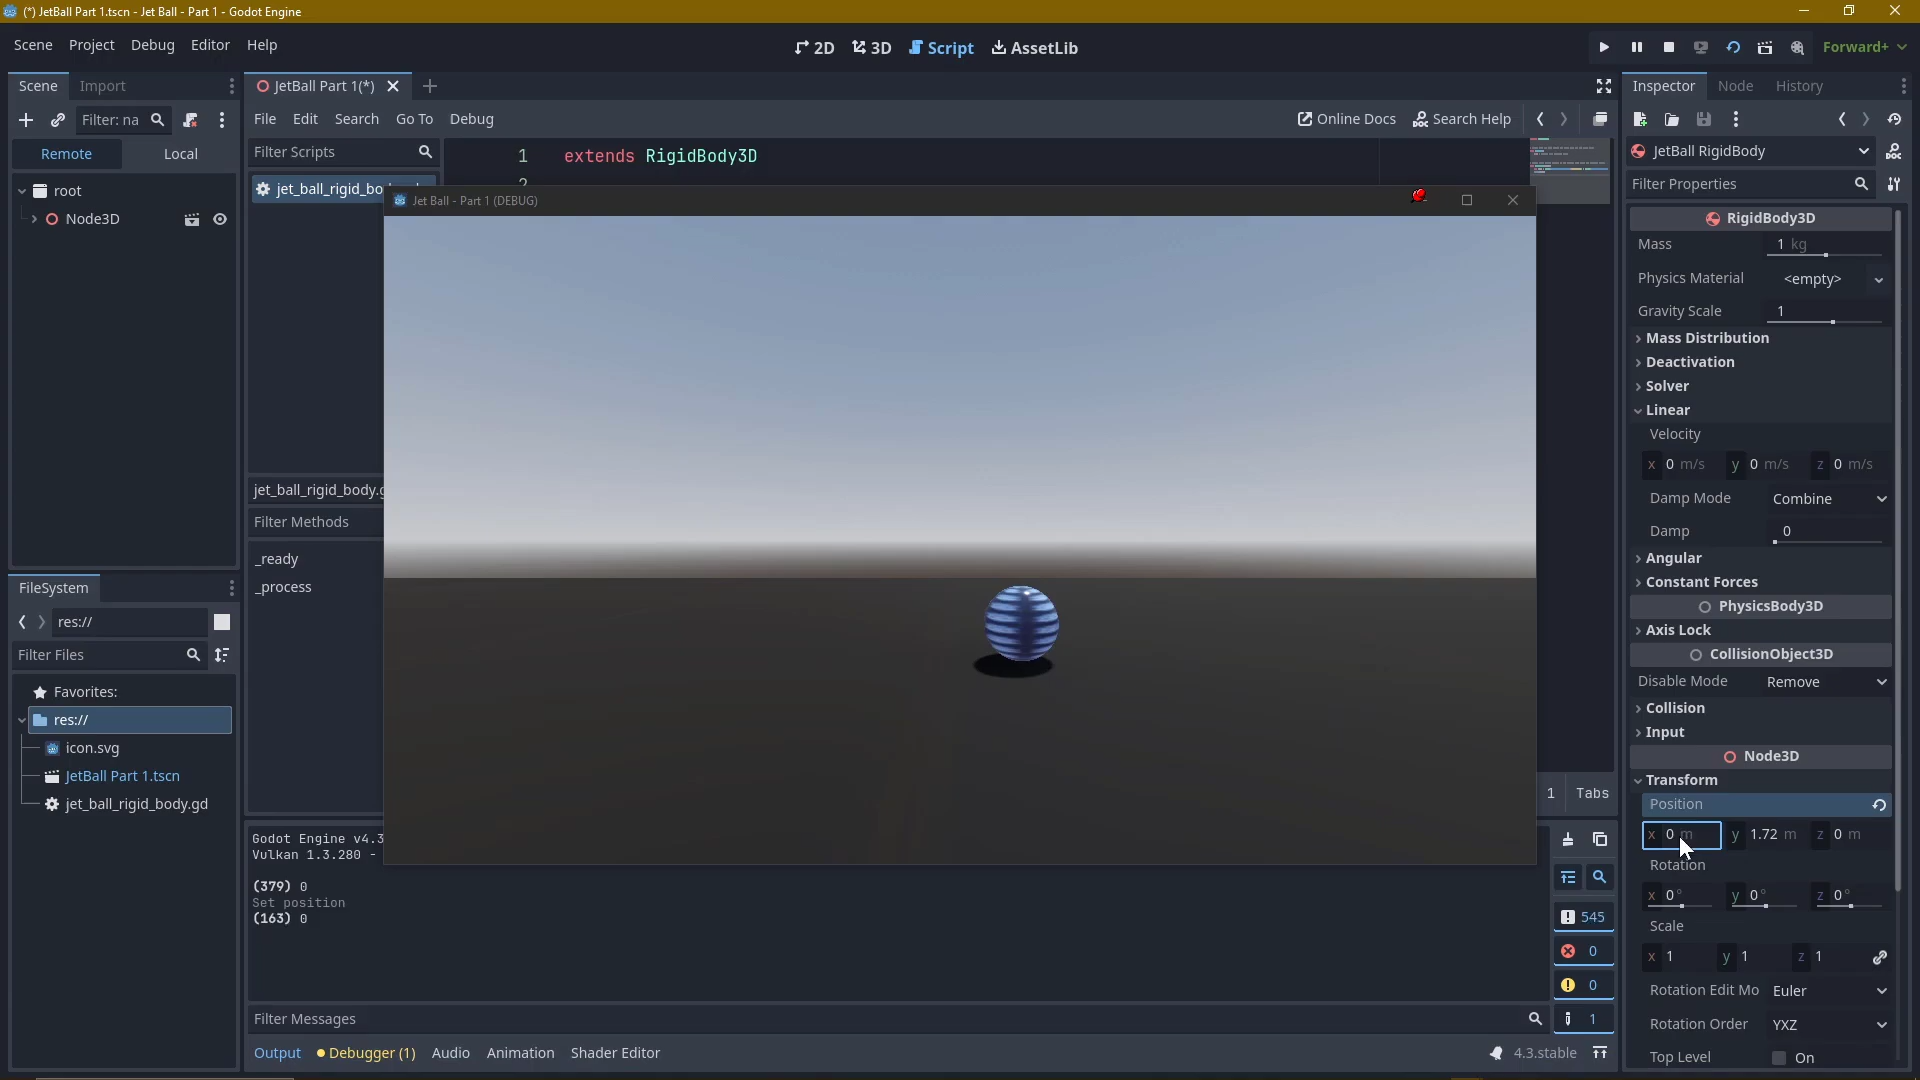 (*) JetBall Part 1.tscn - Jet Ball - Part 1 - Godot Engine
Scene Project Debug Editor Help
2D 3D Script AssetLib
Forward+
Scene Import
JetBall Part 1(*)
Inspector Node History
Filter: na
File Edit Search Go To Debug
Online Docs Search Help
Remote Local
Filter Scripts
1 extends RigidBody3D
2
JetBall RigidBody
Filter Properties
root
Node3D
jet_ball_rigid_bo
Jet Ball - Part 1 (DEBUG)
RigidBody3D
Mass 1 kg
Physics Material <empty>
Gravity Scale 1
Mass Distribution
Deactivation
Solver
Linear
Velocity
x 0 m/s y 0 m/s z 0 m/s
Damp Mode Combine
Damp 0
Angular
Constant Forces
PhysicsBody3D
Axis Lock
CollisionObject3D
Disable Mode Remove
Collision
Input
Node3D
Transform
Position
x 0 m y 1.72 m z 0 m
Rotation
x 0° y 0° z 0°
Scale
x 1 y 1 z 1
Rotation Edit Mo Euler
Rotation Order YXZ
Top Level On
jet_ball_rigid_body.g
Filter Methods
_ready
_process
FileSystem
res://
Filter Files
Favorites:
res://
icon.svg
JetBall Part 1.tscn
jet_ball_rigid_body.gd
1 Tabs
Godot Engine v4.3
Vulkan 1.3.280 -
(379) 0
Set position
(163) 0
545
0
0
1
Filter Messages
Output Debugger (1) Audio Animation Shader Editor
4.3.stable